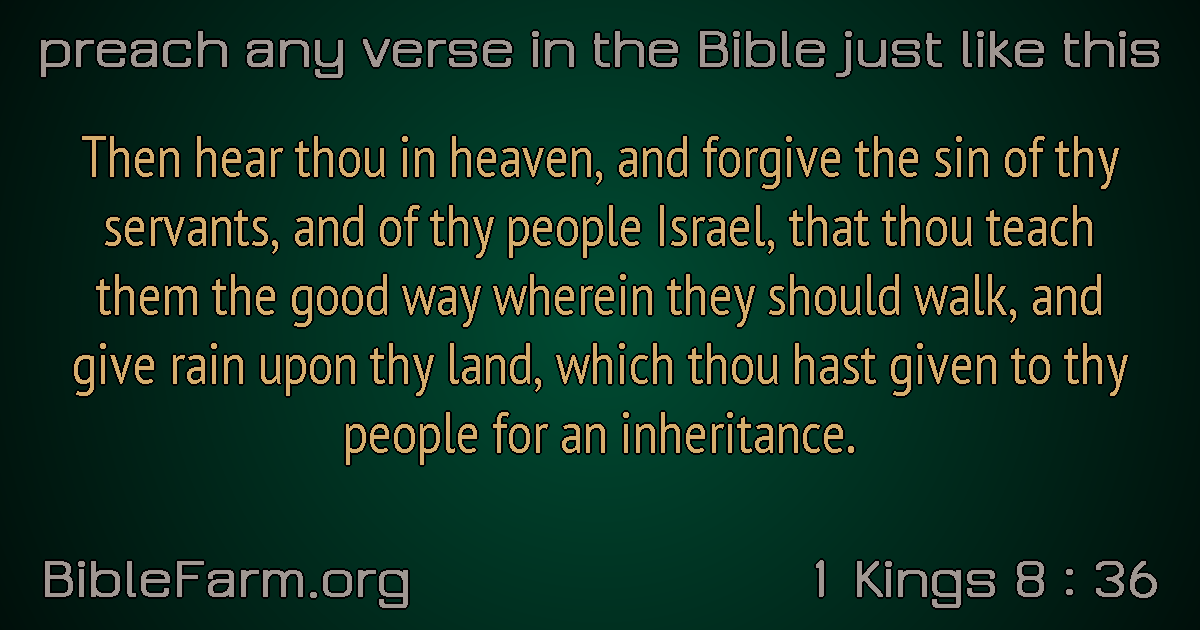 preach any verse in the Bible just like this
Then hear thou in heaven, and forgive the sin of thy
servants, and of thy people Israel, that thou teach
them the good way wherein they should walk, and
give rain upon thy land, which thou hast given to thy
people for an inheritance.
BibleFarm.org
1 Kings 8 : 36